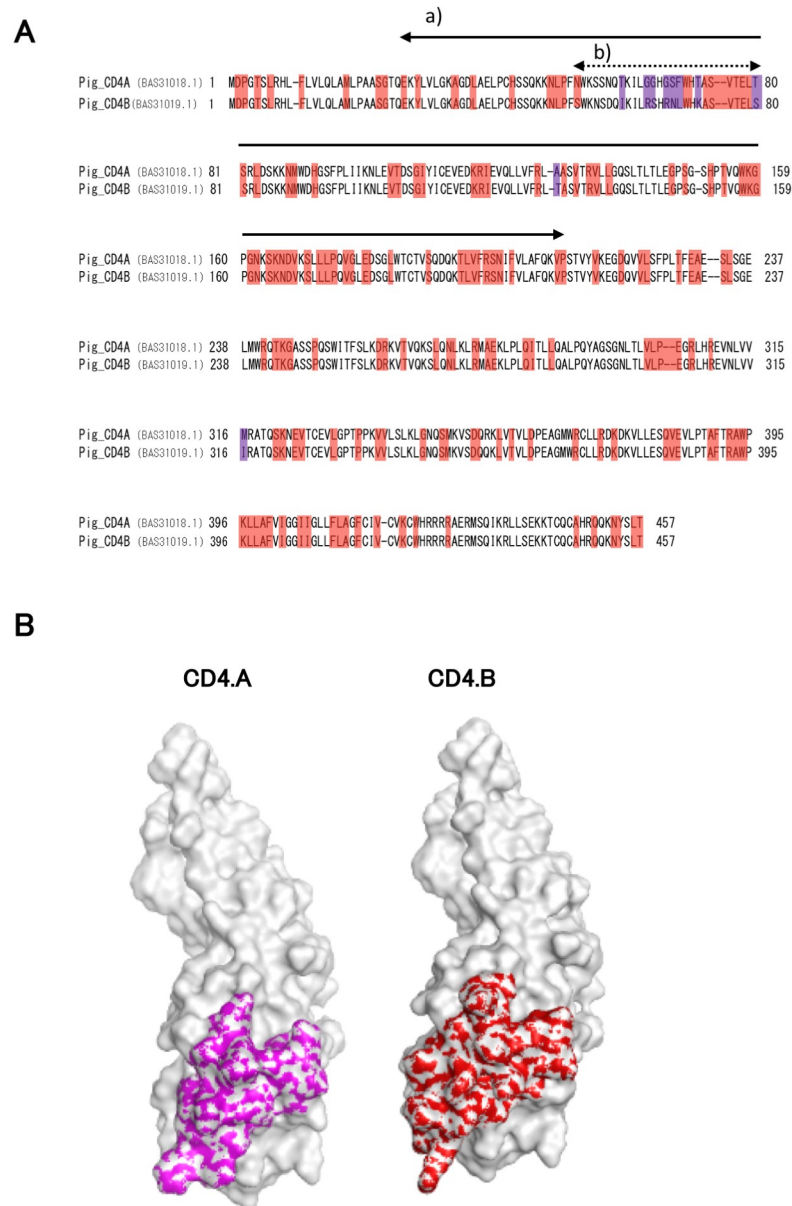 A
a)
b)
Pig_CD4A (BAS31018.1) 1 MDPGTSLRHL-FLVLQLAMLPAASGTQEKYLVLGKAGDLAELPCHSSQKKNLPFNWKSSNQTKILGGHGSFWHTAS--VTELT 80
Pig_CD4B (BAS31019.1) 1 MDPGTSLRHL-FLVLQLAMLPAASGTQEKYLVLGKAGDLAELPCHSSQKKNLPFSWKNSDQIKILRSHRNLWHKAS--VTELS 80
Pig_CD4A (BAS31018.1) 81 SRLDSKKNMWDHGSFPLIIKNLEVTDSGIYICEVEDKRIEVQLLVFRL-AASVTRVLLGQSLTLTLEGPSG-SHPTVQWKG 159
Pig_CD4B (BAS31019.1) 81 SRLDSKKNMWDHGSFPLIIKNLEVTDSGIYICEVEDKRIEVQLLVFRL-TASVTRVLLGQSLTLTLEGPSG-SHPTVQWKG 159
Pig_CD4A (BAS31018.1) 160 PGNKSKNDVKSLLLPQVGLEDSGLWTCTVSQDQKTLVFRSNIFVLAFQKVPSTVYVKEGDQVVLSFPLTFEAE--SLSGE 237
Pig_CD4B (BAS31019.1) 160 PGNKSKNDVKSLLLPQVGLEDSGLWTCTVSQDQKTLVFRSNIFVLAFQKVPSTVYVKEGDQVVLSFPLTFEAE--SLSGE 237
Pig_CD4A (BAS31018.1) 238 LMWRQTKGASSPQSWITFSLKDRKVTVQKSLQNLKLRMAEKLPLQITLLQALPQYAGSGNLTLVLP--EGRLHREVNLVV 315
Pig_CD4B (BAS31019.1) 238 LMWRQTKGASSPQSWITFSLKDRKVTVQKSLQNLKLRMAEKLPLQITLLQALPQYAGSGNLTLVLP--EGRLHREVNLVV 315
Pig_CD4A (BAS31018.1) 316 MRATQSKNEVTCEVLGPTPPKVVLSLKLGNQSMKVSDQRKLVTVLDPEAGMWRCLLRDKDKVLLESQVEVLPTAFTRAWP 395
Pig_CD4B (BAS31019.1) 316 IRATQSKNEVTCEVLGPTPPKVVLSLKLGNQSMKVSDQQKLVTVLDPEAGMWRCLLRDKDKVLLESQVEVLPTAFTRAWP 395
Pig_CD4A (BAS31018.1) 396 KLLAFVIGGIIGLLFLAGFCIV-CVKCWHRRRRAERMSQIKRLLSEKKTCQCAHRQQKNYSLT 457
Pig_CD4B (BAS31019.1) 396 KLLAFVIGGIIGLLFLAGFCIV-CVKCWHRRRRAERMSQIKRLLSEKKTCQCAHRQQKNYSLT 457
B
CD4.A CD4.B